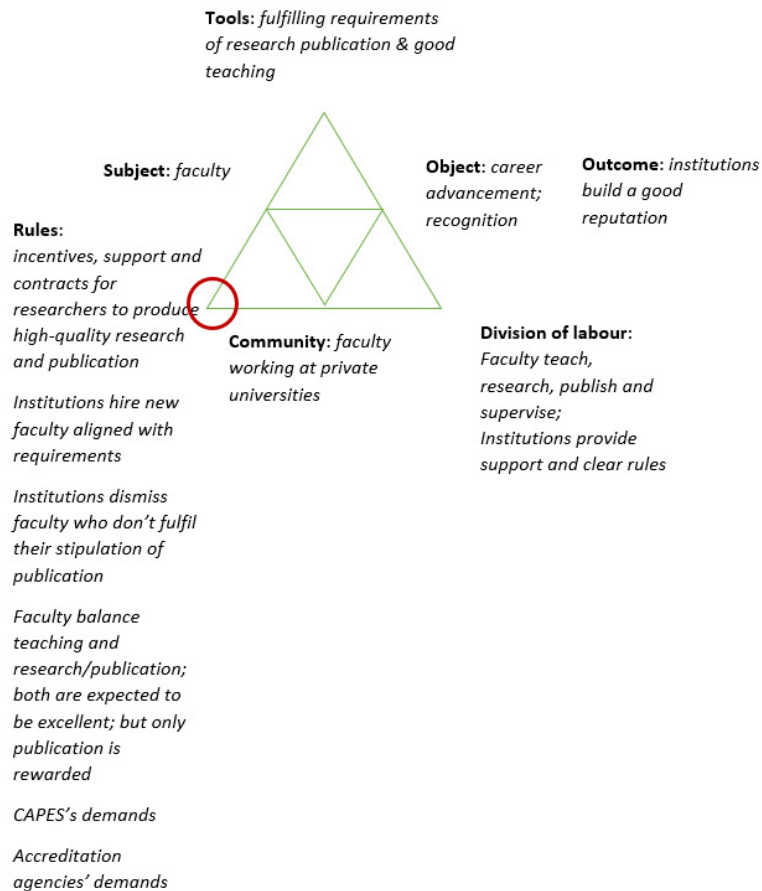 Tools: fulfilling requirements
of research publication & good
teaching
Subject: faculty
Object: career
advancement;
recognition
Outcome: institutions
build a good
reputation
Rules:
incentives, support and
contracts for
researchers to produce
high-quality research
and publication
Institutions hire new
faculty aligned with
requirements
Institutions dismiss
faculty who don’t fulfil
their stipulation of
publication
Faculty balance
teaching and
research/publication;
both are expected to
be excellent; but only
publication is
rewarded
CAPES’s demands
Accreditation
agencies’ demands
Community: faculty
working at private
universities
Division of labour:
Faculty teach,
research, publish and
supervise;
Institutions provide
support and clear rules